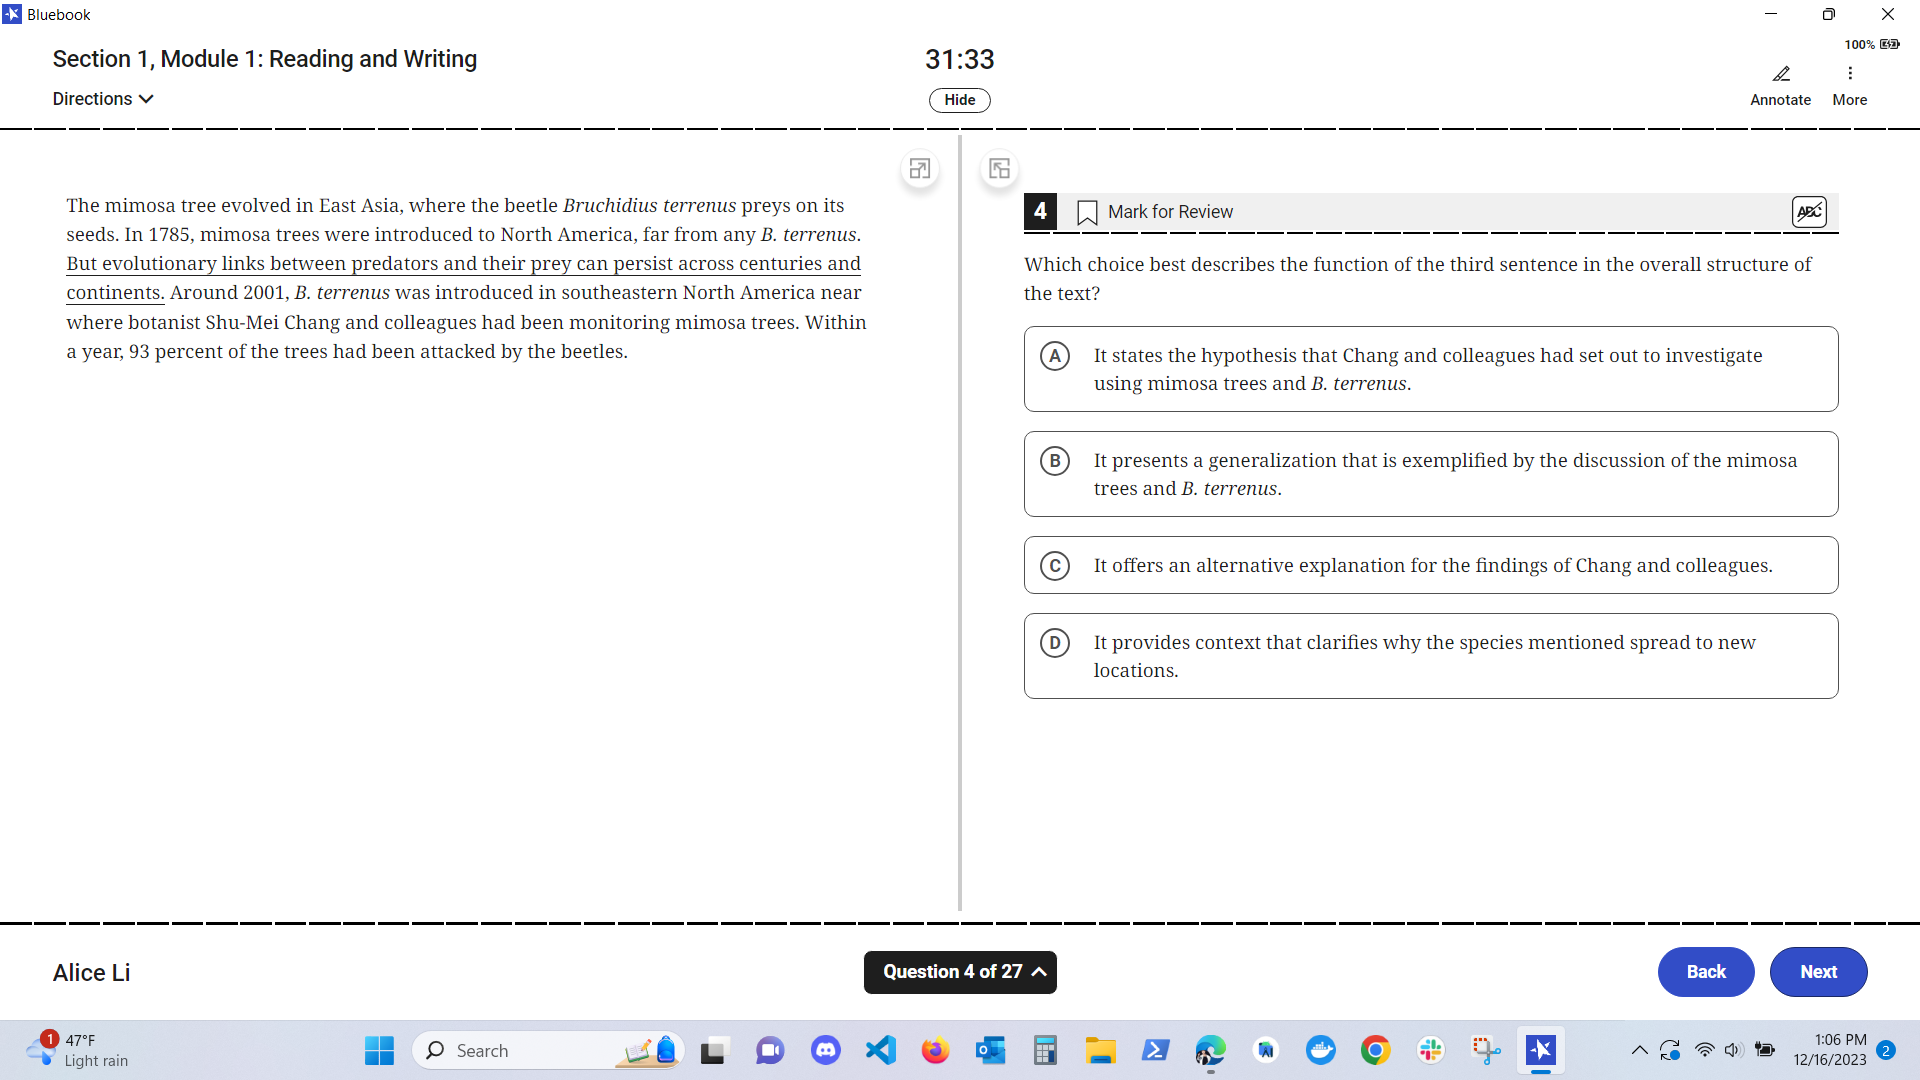 Bluebook
100%
Section 1, Module 1: Reading and Writing
31:33
Directions
Hide
Annotate
More
The mimosa tree evolved in East Asia, where the beetle Bruchidius terrenus preys on its
seeds. In 1785, mimosa trees were introduced to North America, far from any B. terrenus.
But evolutionary links between predators and their prey can persist across centuries and
continents. Around 2001, B. terrenus was introduced in southeastern North America near
where botanist Shu-Mei Chang and colleagues had been monitoring mimosa trees. Within
a year, 93 percent of the trees had been attacked by the beetles.
4 Mark for Review ABC
Which choice best describes the function of the third sentence in the overall structure of
the text?
A It states the hypothesis that Chang and colleagues had set out to investigate
using mimosa trees and B. terrenus.
B It presents a generalization that is exemplified by the discussion of the mimosa
trees and B. terrenus.
C It offers an alternative explanation for the findings of Chang and colleagues.
D It provides context that clarifies why the species mentioned spread to new
locations.
Alice Li
Question 4 of 27
Back
Next
1
47°F
Light rain
Search
1:06 PM
12/16/2023
2